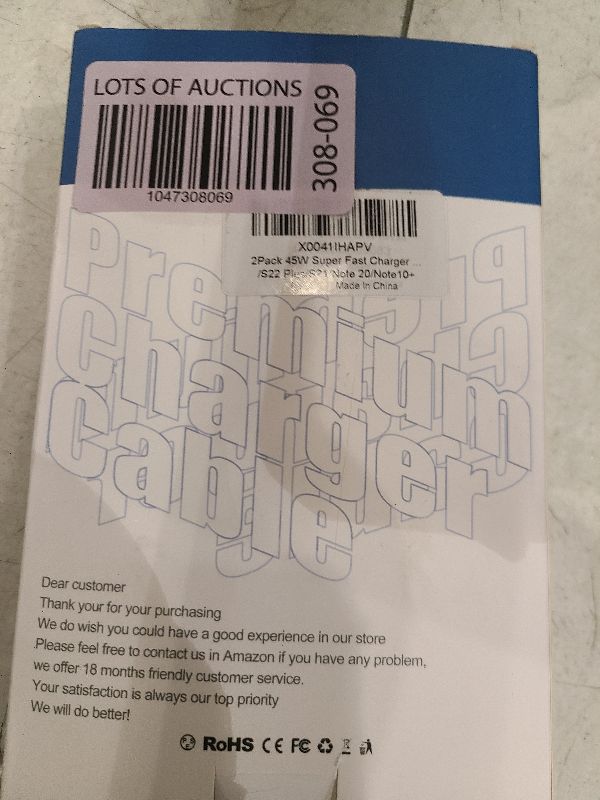 LOTS OF AUCTIONS
1047308069
308-069
X0041IHAPV
2Pack 45W Super Fast Charger ...
/S22 Plus/S21/Note 20/Note10+
Made In China
Premium
Charger
Cable
Dear customer
Thank your for your purchasing
We do wish you could have a good experience in our store
.Please feel free to contact us in Amazon if you have any problem,
we offer 18 months friendly customer service.
Your satisfaction is always our top priority
We will do better!
RoHS CE FC